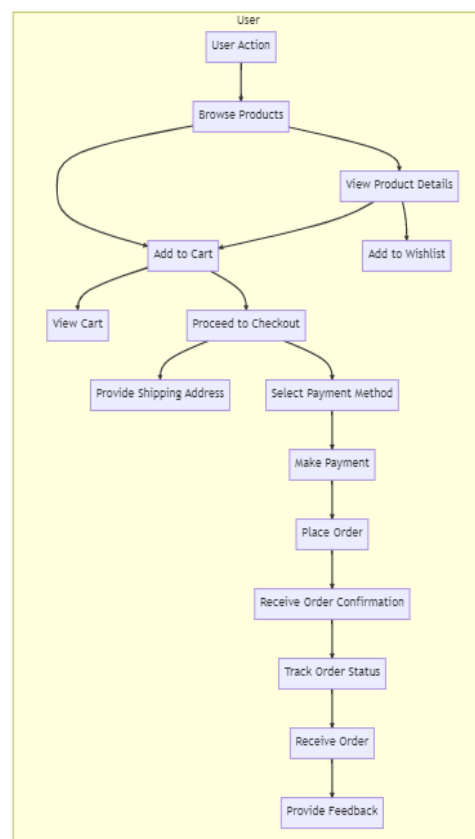 User
User Action
Browse Products
View Product Details
Add to Cart
Add to Wishlist
View Cart
Proceed to Checkout
Provide Shipping Address
Select Payment Method
Make Payment
Place Order
Receive Order Confirmation
Track Order Status
Receive Order
Provide Feedback